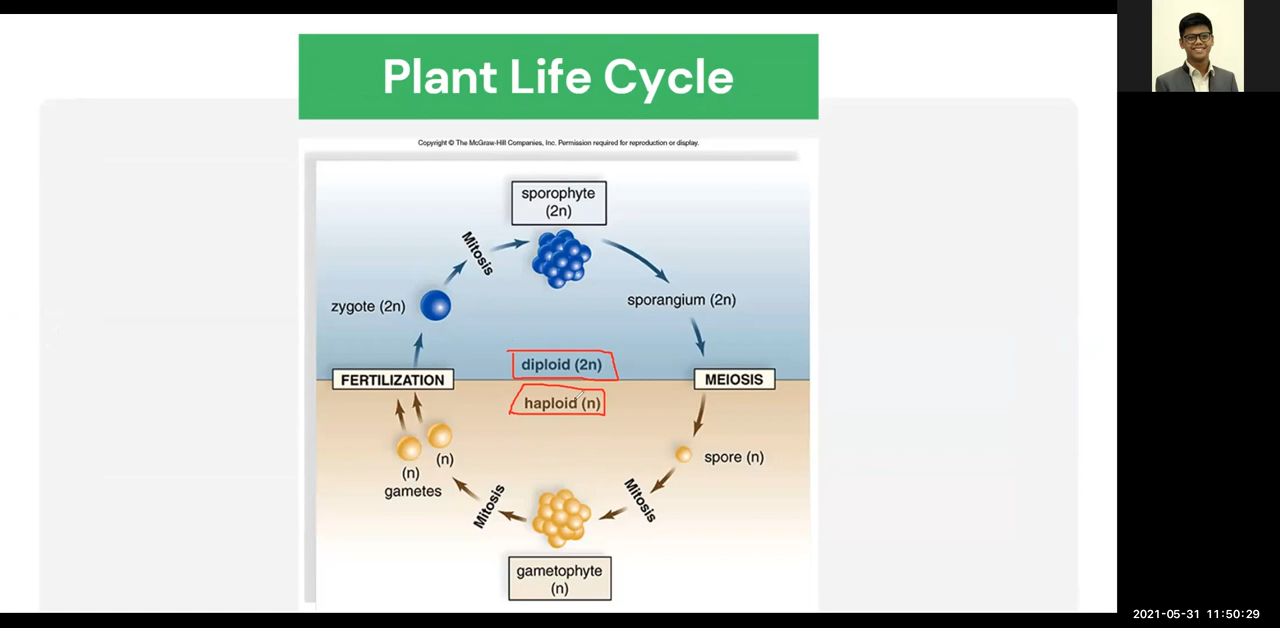 Plant Life Cycle
Copyright © The McGraw-Hill Companies, Inc. Permission required for reproduction or display.
sporophyte
(2n)
Mitosis
zygote (2n)
sporangium (2n)
diploid (2n)
FERTILIZATION
MEIOSIS
haploid (n)
(n)
(n)
gametes
spore (n)
Mitosis
Mitosis
gametophyte
(n)
2021-05-31 11:50:29